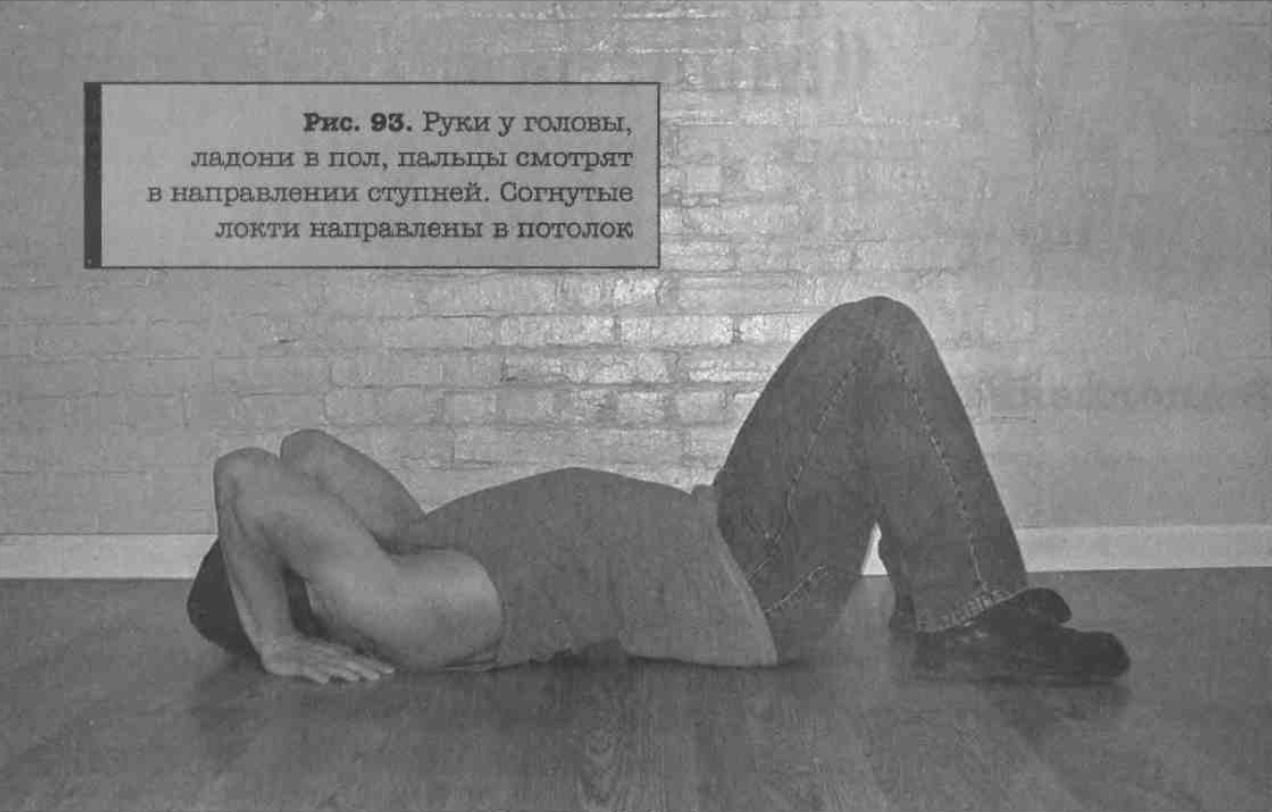 Рис. 93. Руки у головы,
ладони в пол, пальцы смотрят
в направлении ступней. Согнутые
локти направлены в потолок